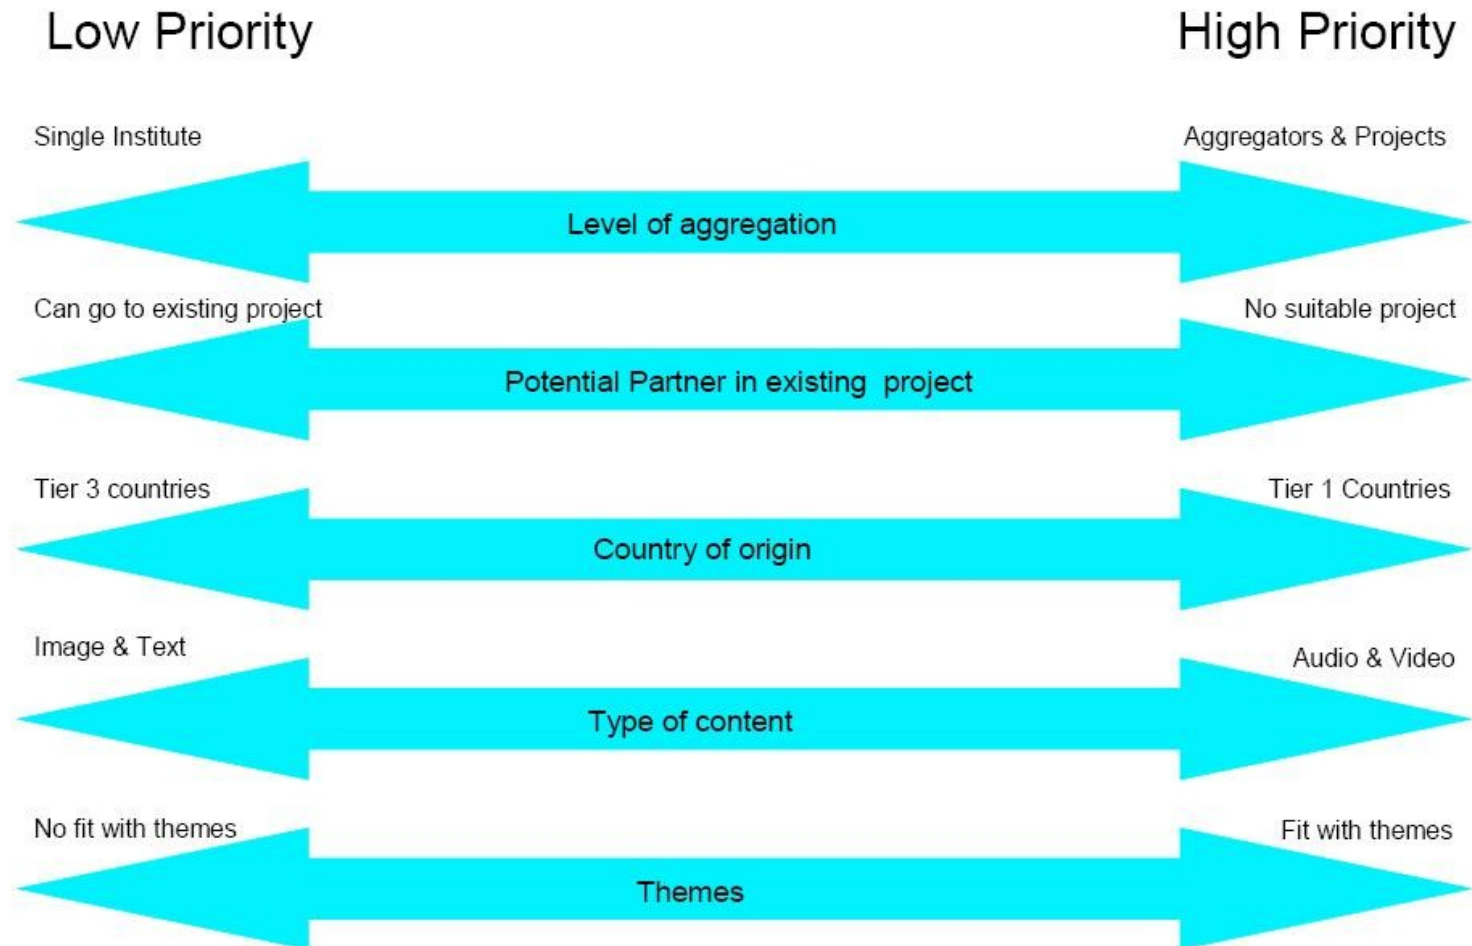 Low Priority
High Priority
Single Institute
Aggregators & Projects
Level of aggregation
Can go to existing project
No suitable project
Potential Partner in existing  project
Tier 3 countries
Tier 1 Countries
Country of origin
Image & Text
Audio & Video
Type of content
No fit with themes
Fit with themes
Themes